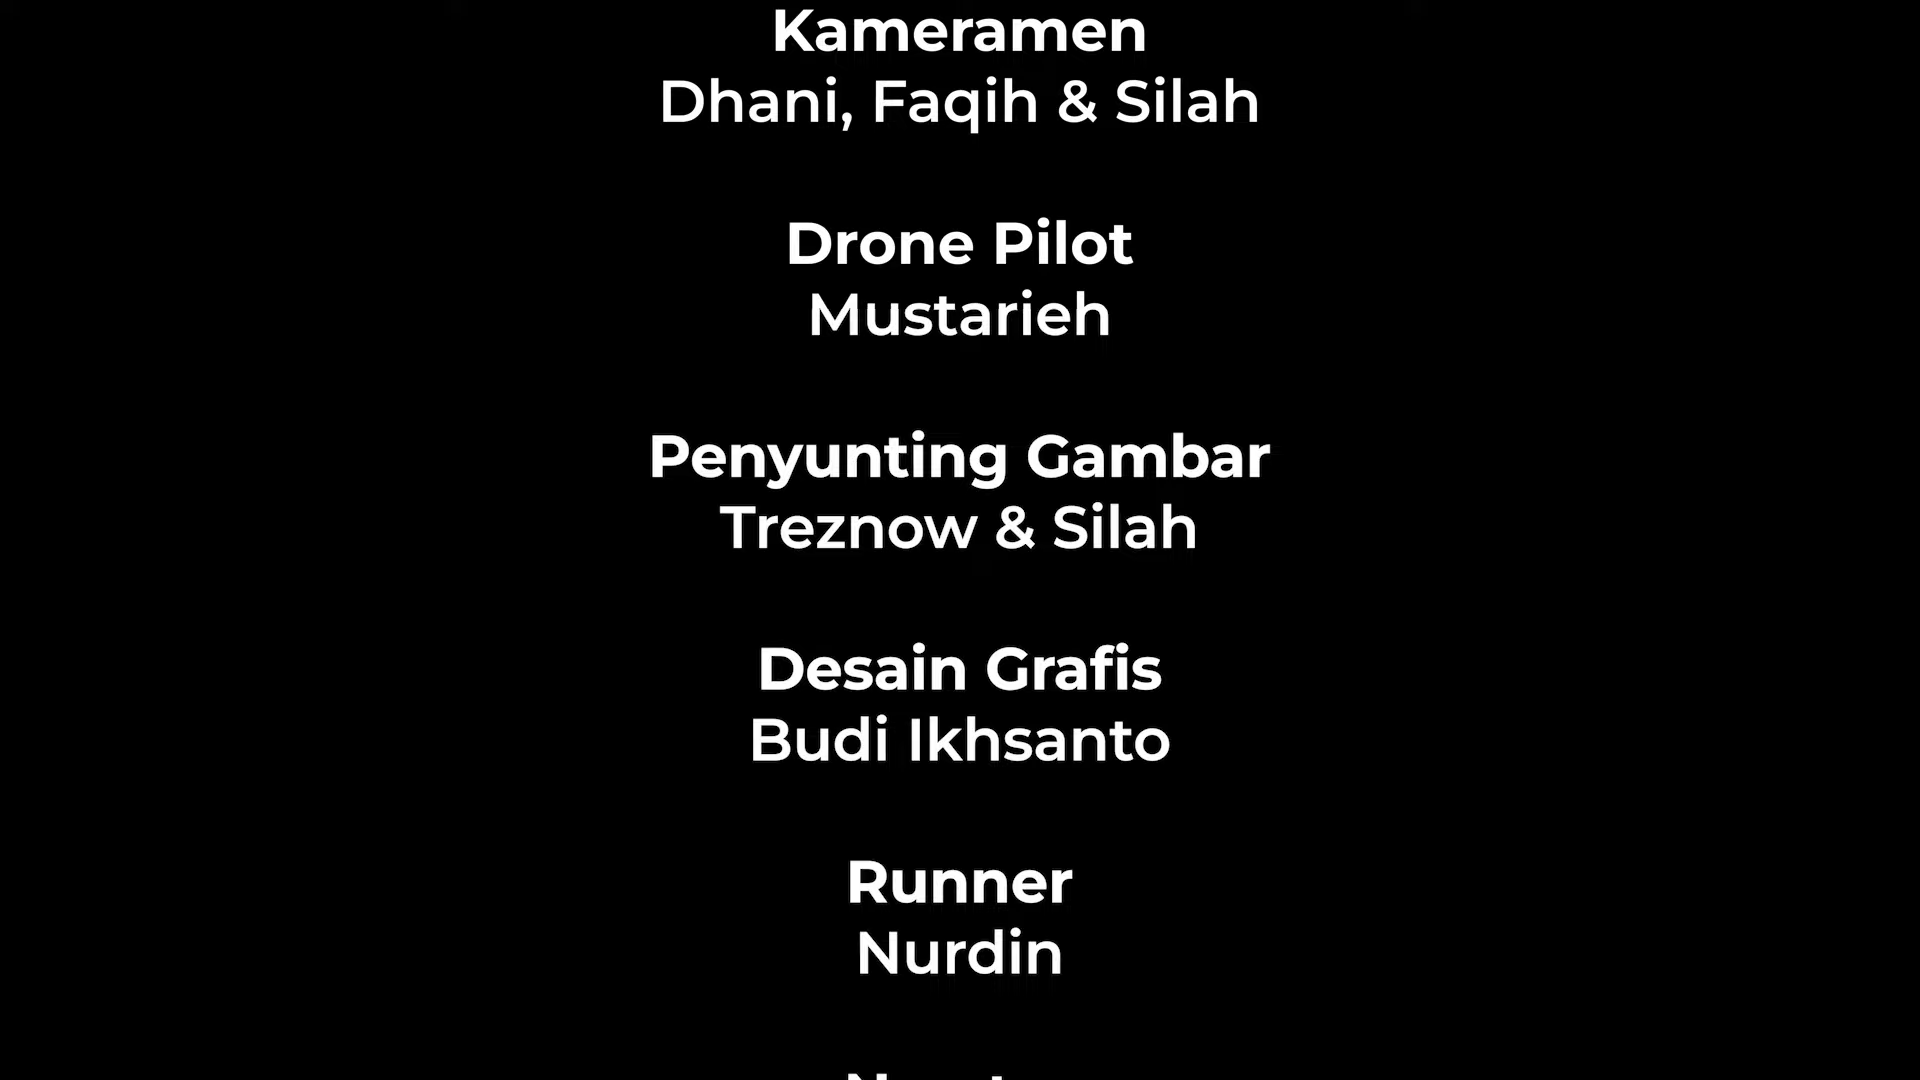 Kameramen
Dhani, Faqih & Silah
Drone Pilot
Mustarieh
Penyunting Gambar
Treznow & Silah
Desain Grafis
Budi Ikhsanto
Runner
Nurdin